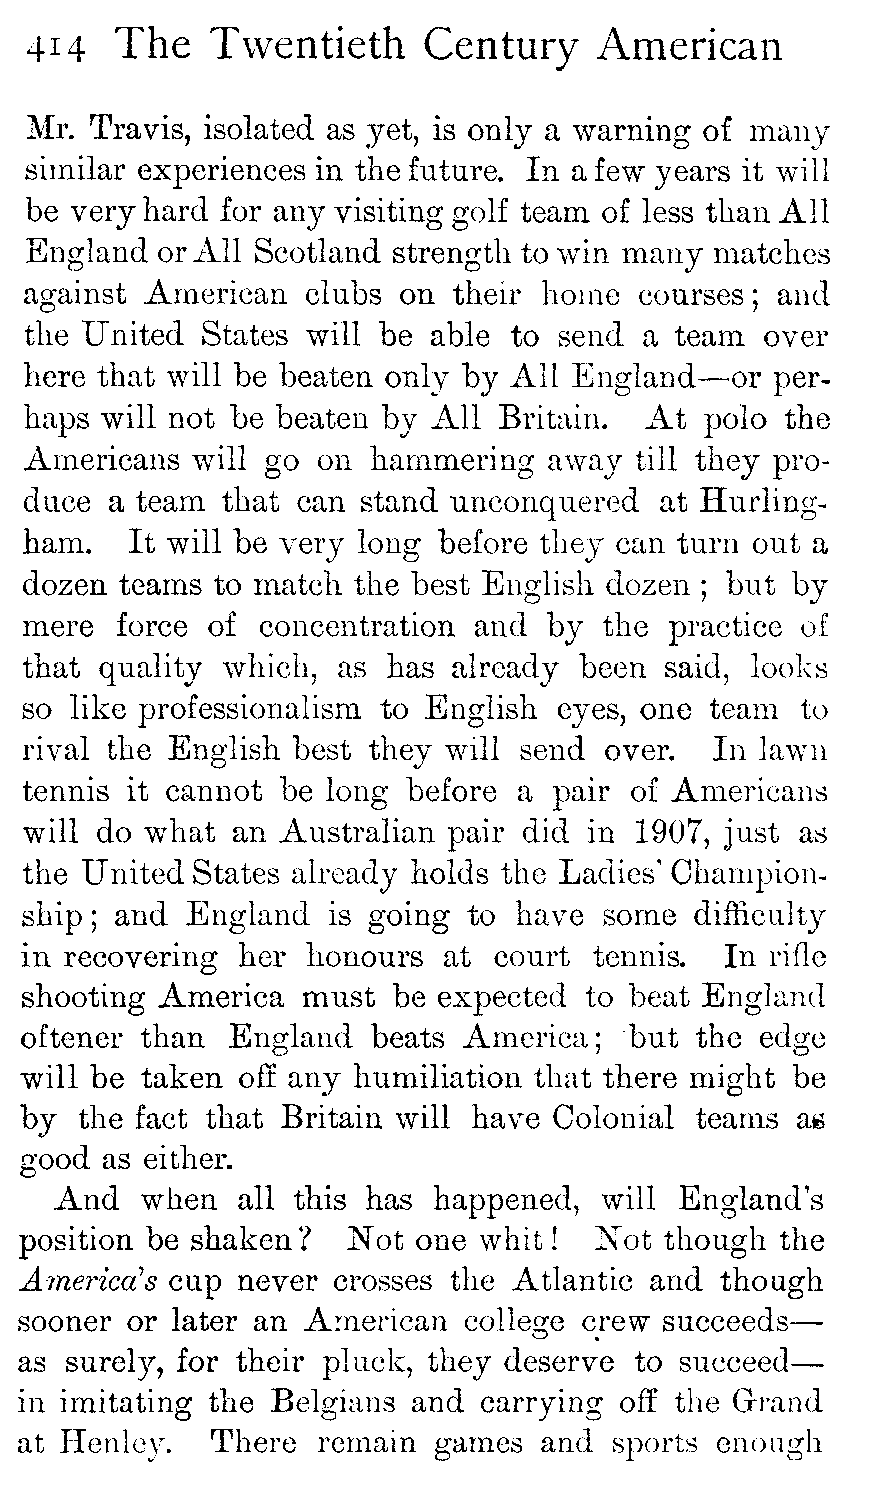 414 The Twentieth Century American
Mr. Travis, isolated as yet, is only a warning of many
similar experiences in the future. In a few years it will
be very hard for any visiting golf team of less than All
England or All Scotland strength to win many matches
against American clubs on their home courses; and
the United States will be able to send a team over
here that will be beaten only by All England—or per-
haps will not be beaten by All Britain. At polo the
Americans will go on hammering away till they pro-
duce a team that can stand unconquered at Hurling-
ham. It will be very long before they can turn out a
dozen teams to match the best English dozen; but by
mere force of concentration and by the practice of
that quality which, as has already been said, looks
so like professionalism to English eyes, one team to
rival the English best they will send over. In lawn
tennis it cannot be long before a pair of Americans
will do what an Australian pair did in 1907, just as
the United States already holds the Ladies' Champion-
ship; and England is going to have some difficulty
in recovering her honours at court tennis. In rifle
shooting America must be expected to beat England
oftener than England beats America; but the edge
will be taken off any humiliation that there might be
by the fact that Britain will have Colonial teams as
good as either.
And when all this has happened, will England's
position be shaken? Not one whit! Not though the
America's cup never crosses the Atlantic and though
sooner or later an American college crew succeeds—
as surely, for their pluck, they deserve to succeed—
in imitating the Belgians and carrying off the Grand
at Henley. There remain games and sports enough